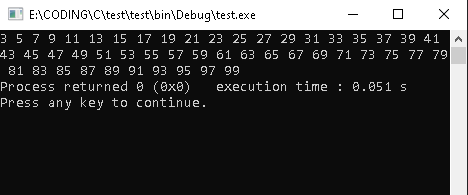 E:\CODING\C\test\test\bin\Debug\test.exe
3 5 7 9 11 13 15 17 19 21 23 25 27 29 31 33 35 37 39 41
43 45 47 49 51 53 55 57 59 61 63 65 67 69 71 73 75 77 79
81 83 85 87 89 91 93 95 97 99
Process returned 0 (0x0)   execution time : 0.051 s
Press any key to continue.